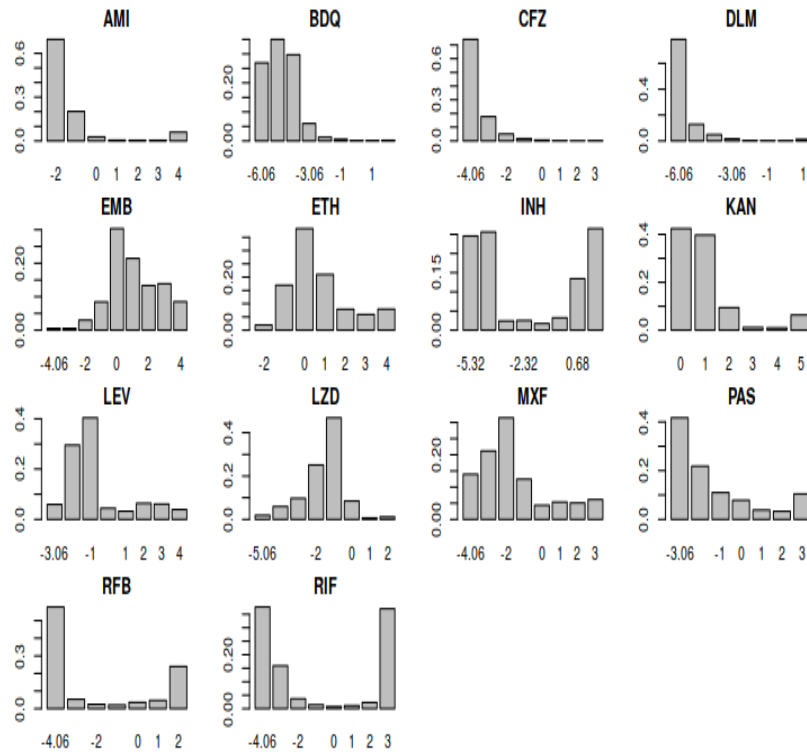 AMI BDQ CFZ DLM
0.0 0.3 0.6 0.00 0.20 0.0 0.3 0.6 0.0 0.4
-2 0 1 2 3 4 -6.06 -3.06 -1 1 -4.06 -2 0 1 2 3 -6.06 -3.06 -1 1
EMB ETH INH KAN
0.00 0.20 0.00 0.20 0.00 0.15 0.0 0.2 0.4
-4.06 -2 0 2 4 -2 0 1 2 3 4 -5.32 -2.32 0.68 0 1 2 3 4 5
LEV LZD MXF PAS
0.0 0.2 0.4 0.0 0.2 0.4 0.00 0.20 0.0 0.2 0.4
-3.06 -1 1 2 3 4 -5.06 -2 0 1 2 -4.06 -2 0 1 2 3 -3.06 -1 0 1 2 3
RFB RIF
0.0 0.3 0.00 0.20
-4.06 -2 0 1 2 -4.06 -2 0 1 2 3